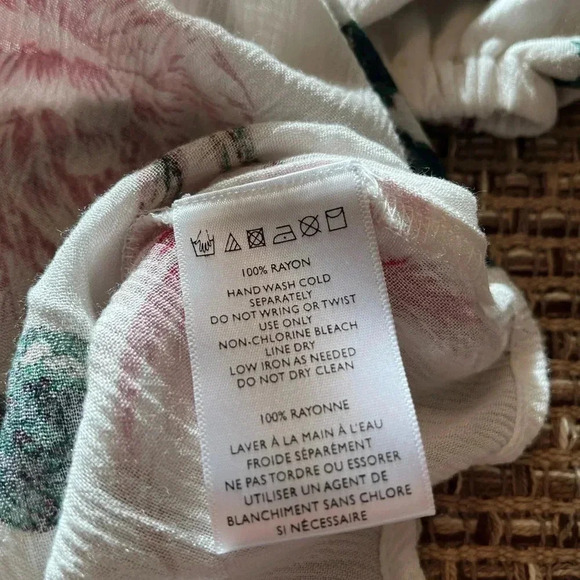 100% RAYON
HAND WASH COLD
SEPARATELY
DO NOT WRING OR TWIST
USE ONLY
NON-CHLORINE BLEACH
LINE DRY
LOW IRON AS NEEDED
DO NOT DRY CLEAN
100% RAYONNE
LAVER À LA MAIN À L'EAU
FROIDE SÉPARÉMENT
NE PAS TORDRE OU ESSORER
UTILISER UN AGENT DE
BLANCHIMENT SANS CHLORE
SI NÉCESSAIRE